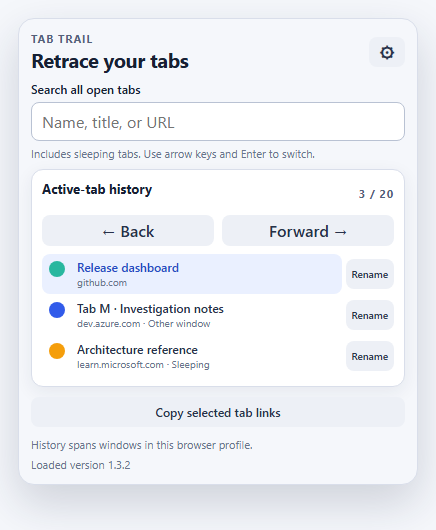 TAB TRAIL
Retrace your tabs
Search all open tabs
Name, title, or URL
Includes sleeping tabs. Use arrow keys and Enter to switch.
Active-tab history
3 / 20
← Back
Forward →
Release dashboard
github.com
Rename
Tab M · Investigation notes
dev.azure.com · Other window
Rename
Architecture reference
learn.microsoft.com · Sleeping
Rename
Copy selected tab links
History spans windows in this browser profile.
Loaded version 1.3.2